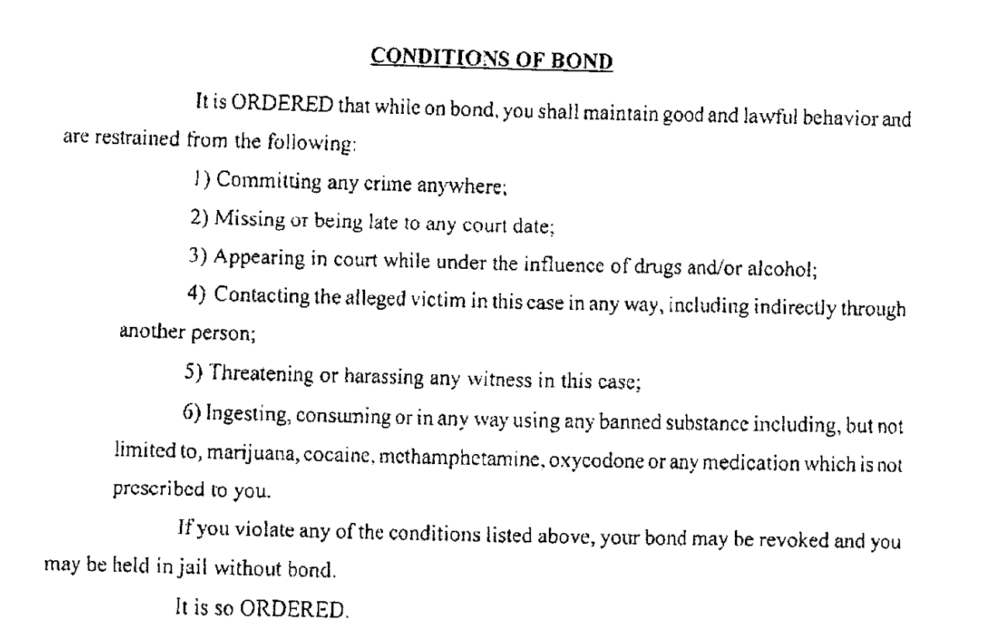 CONDITIONS OF BOND
It is ORDERED that while on bond, you shall maintain good and lawful behavior and
are restrained from the following:
1) Committing any crime anywhere;
2) Missing or being late to any court date;
3) Appearing in court while under the influence of drugs and/or alcohol;
4) Contacting the alleged victim in this case in any way, including indirectly through
another person;
5) Threatening or harassing any witness in this case;
6) Ingesting, consuming or in any way using any banned substance including, but not
limited to, marijuana, cocaine, methamphetamine, oxycodone or any medication which is not
prescribed to you.
If you violate any of the conditions listed above, your bond may be revoked and you
may be held in jail without bond.
It is so ORDERED.